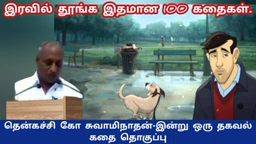 இரவில் தூங்க இதமான 100 கதைகள்.
தென்கச்சி கோ சுவாமிநாதன்-இன்று ஒரு தகவல்
கதை தொகுப்பு